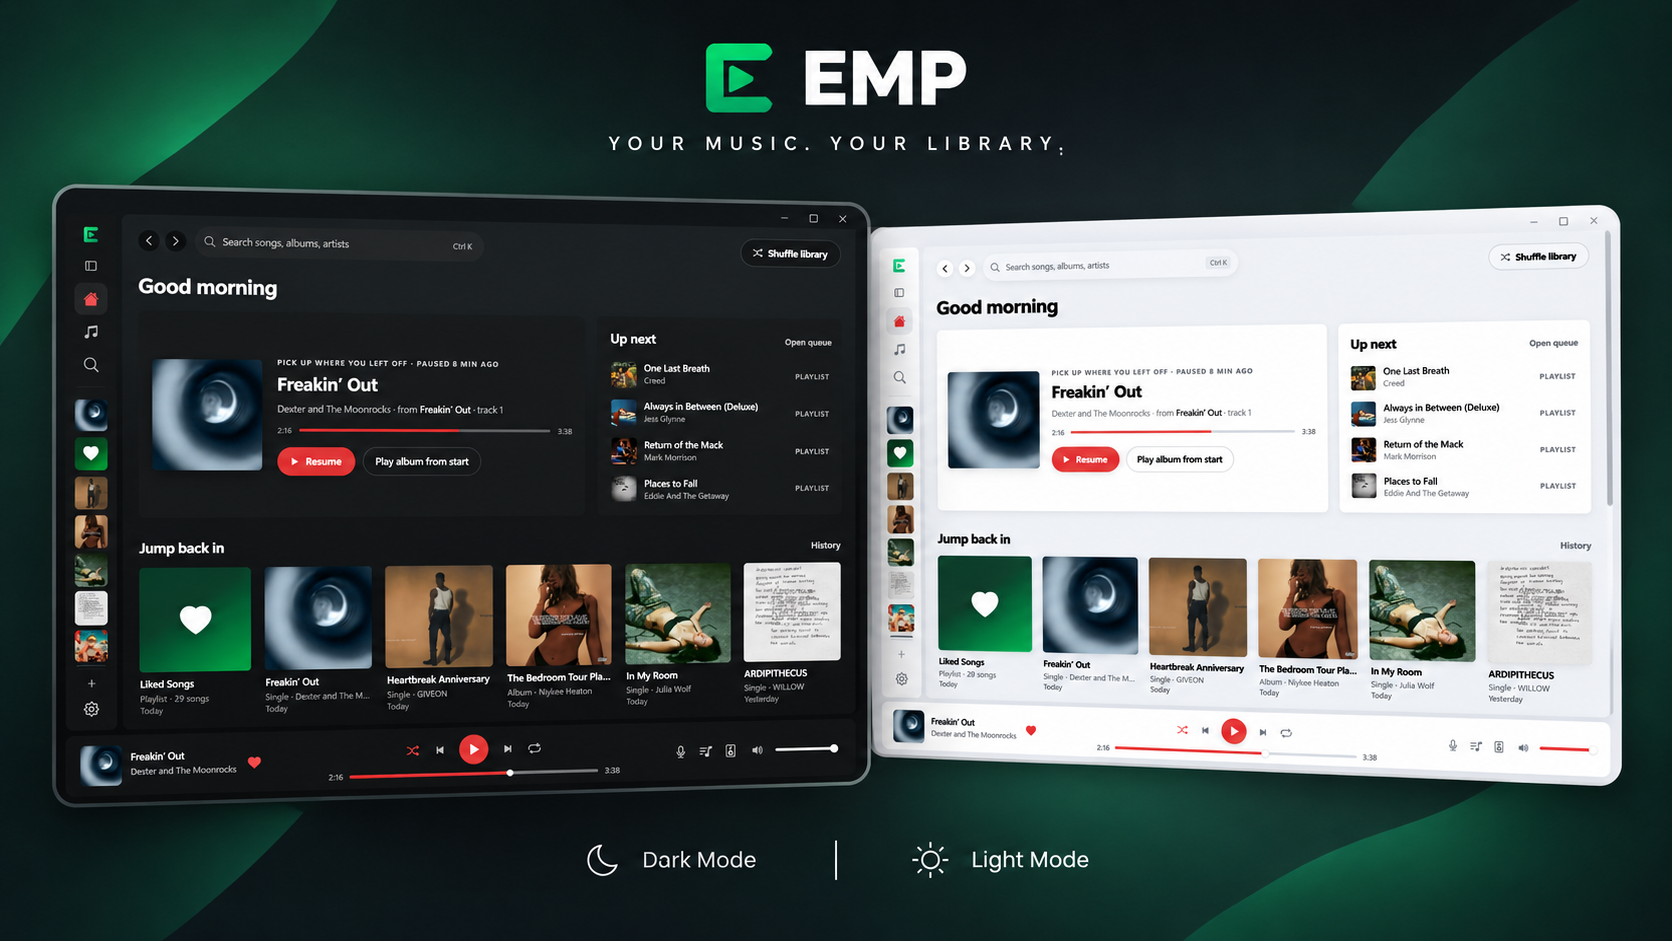 EMP
YOUR MUSIC. YOUR LIBRARY.
Search songs, albums, artists
Ctrl K
Shuffle library
Good morning
PICK UP WHERE YOU LEFT OFF · PAUSED 8 MIN AGO
Freakin' Out
Dexter and The Moonrocks · from Freakin' Out · track 1
2:16
3:38
Resume
Play album from start
Up next
Open queue
One Last Breath
Creed
PLAYLIST
Always in Between (Deluxe)
Jess Glynne
PLAYLIST
Return of the Mack
Mark Morrison
PLAYLIST
Places to Fall
Eddie And The Getaway
PLAYLIST
Jump back in
History
Liked Songs
Playlist · 29 songs
Today
Freakin' Out
Single · Dexter and The M...
Today
Heartbreak Anniversary
Single · GIVEON
Today
The Bedroom Tour Pla...
Album · Niykee Heaton
Today
In My Room
Single · Julia Wolf
Today
ARDIPITHECUS
Single · WILLOW
Yesterday
Freakin' Out
Dexter and The Moonrocks
2:16
3:38
Search songs, albums, artists
Ctrl K
Shuffle library
Good morning
PICK UP WHERE YOU LEFT OFF · PAUSED 8 MIN AGO
Freakin' Out
Dexter and The Moonrocks · from Freakin' Out · track 1
2:16
3:38
Resume
Play album from start
Up next
Open queue
One Last Breath
Creed
PLAYLIST
Always in Between (Deluxe)
Jess Glynne
PLAYLIST
Return of the Mack
Mark Morrison
PLAYLIST
Places to Fall
Eddie And The Getaway
PLAYLIST
Jump back in
History
Liked Songs
Playlist · 29 songs
Today
Freakin' Out
Single · Dexter and The M...
Today
Heartbreak Anniversary
Single · GIVEON
Today
The Bedroom Tour Pla...
Album · Niykee Heaton
Today
In My Room
Single · Julia Wolf
Today
ARDIPITHECUS
Single · WILLOW
Yesterday
Freakin' Out
Dexter and The Moonrocks
2:16
3:38
Dark Mode
Light Mode